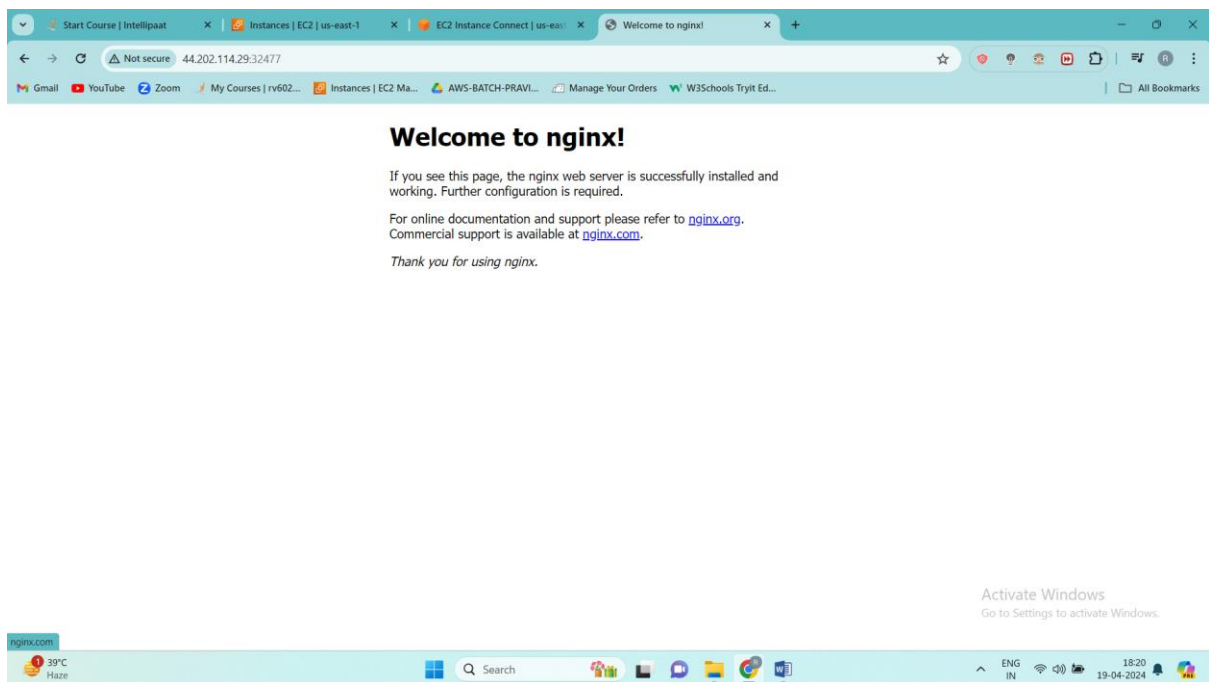 Start Course | Intellipaat
Instances | EC2 | us-east-1
EC2 Instance Connect | us-eas
Welcome to nginx!
Not secure 44.202.114.29:32477
R
Gmail
YouTube
Zoom
My Courses | rv602...
Instances | EC2 Ma...
AWS-BATCH-PRAVI...
Manage Your Orders
W3Schools Tryit Ed...
All Bookmarks
Welcome to nginx!
If you see this page, the nginx web server is successfully installed and
working. Further configuration is required.
For online documentation and support please refer to nginx.org.
Commercial support is available at nginx.com.
Thank you for using nginx.
Activate Windows
Go to Settings to activate Windows.
nginx.com
1
39°C
Haze
Search
ENG
IN
18:20
19-04-2024
PRE